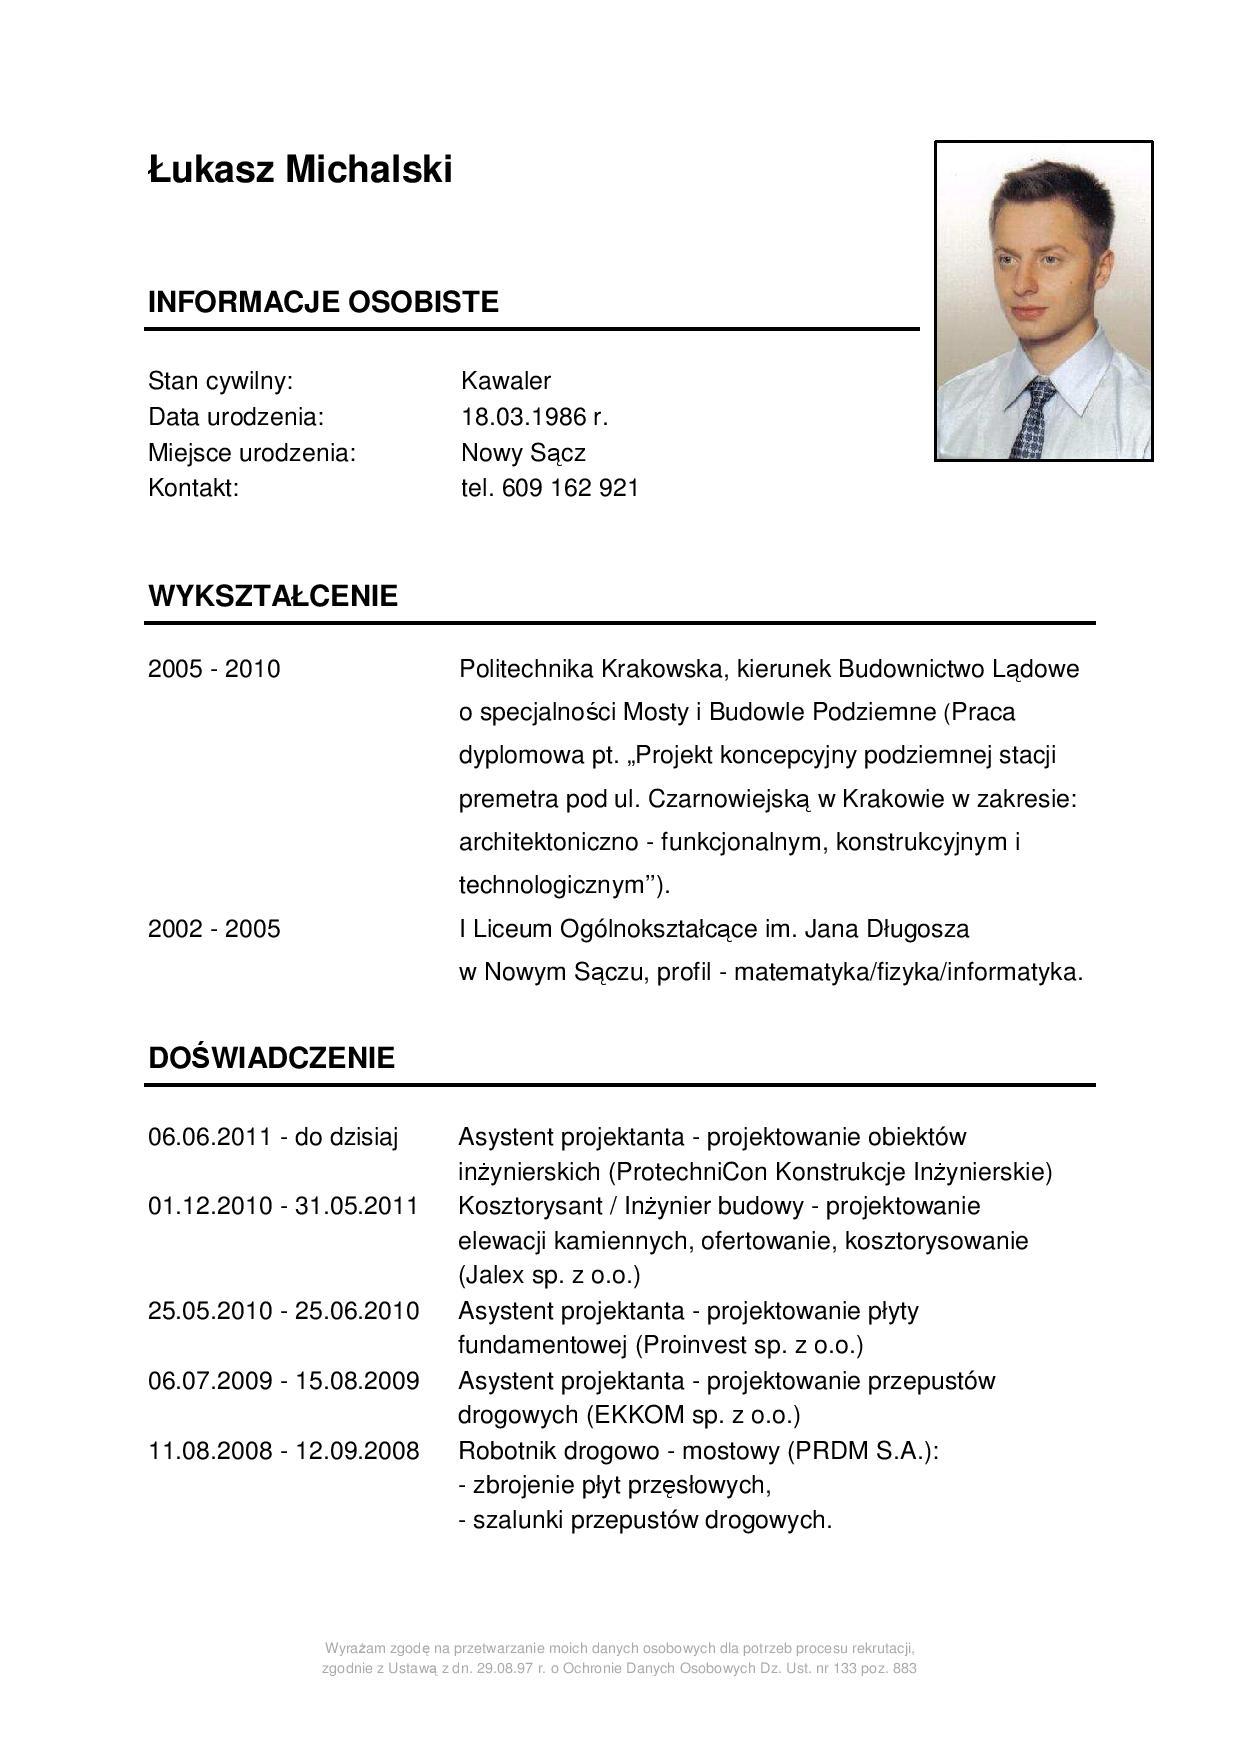 Łukasz Michalski
INFORMACJE OSOBISTE
Stan cywilny: Kawaler
Data urodzenia: 18.03.1986 r.
Miejsce urodzenia: Nowy Sącz
Kontakt: tel. 609 162 921
WYKSZTAŁCENIE
2005 - 2010 Politechnika Krakowska, kierunek Budownictwo Lądowe
o specjalności Mosty i Budowle Podziemne (Praca
dyplomowa pt. „Projekt koncepcyjny podziemnej stacji
premetra pod ul. Czarnowiejską w Krakowie w zakresie:
architektoniczno - funkcjonalnym, konstrukcyjnym i
technologicznym”).
2002 - 2005 I Liceum Ogólnokształcące im. Jana Długosza
w Nowym Sączu, profil - matematyka/fizyka/informatyka.
DOŚWIADCZENIE
06.06.2011 - do dzisiaj Asystent projektanta - projektowanie obiektów
inżynierskich (ProtechniCon Konstrukcje Inżynierskie)
01.12.2010 - 31.05.2011 Kosztorysant / Inżynier budowy - projektowanie
elewacji kamiennych, ofertowanie, kosztorysowanie
(Jalex sp. z o.o.)
25.05.2010 - 25.06.2010 Asystent projektanta - projektowanie płyty
fundamentowej (Proinvest sp. z o.o.)
06.07.2009 - 15.08.2009 Asystent projektanta - projektowanie przepustów
drogowych (EKKOM sp. z o.o.)
11.08.2008 - 12.09.2008 Robotnik drogowo - mostowy (PRDM S.A.):
- zbrojenie płyt przęsłowych,
- szalunki przepustów drogowych.
Wyrażam zgodę na przetwarzanie moich danych osobowych dla potrzeb procesu rekrutacji,
zgodnie z Ustawą z dn. 29.08.97 r. o Ochronie Danych Osobowych Dz. Ust. nr 133 poz. 883